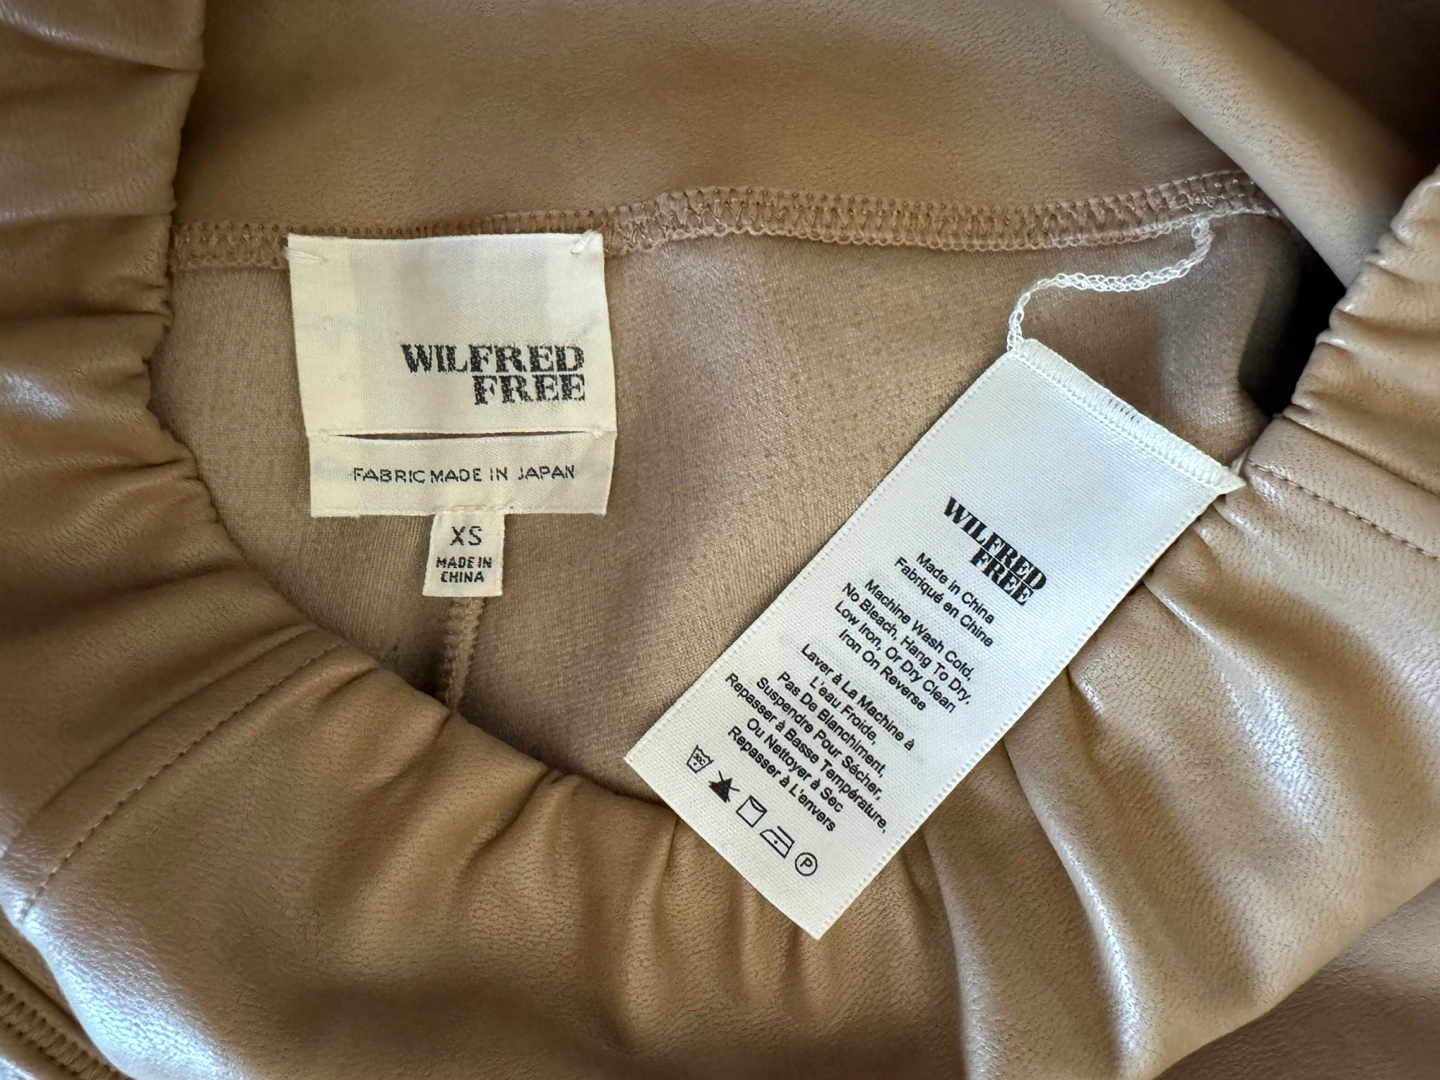 WILFRED
FREE
FABRIC MADE IN JAPAN
XS
MADE IN
CHINA
WILFRED
FREE
Made in China
Fabriqué en Chine
Machine Wash Cold,
No Bleach, Hang To Dry,
Low Iron, Or Dry Clean
Iron On Reverse
Laver à La Machine à
L'eau Froide,
Pas De Blanchiment,
Suspendre Pour Sécher,
Repasser à Basse Température,
Ou Nettoyer à Sec
Repasser à L'envers
P